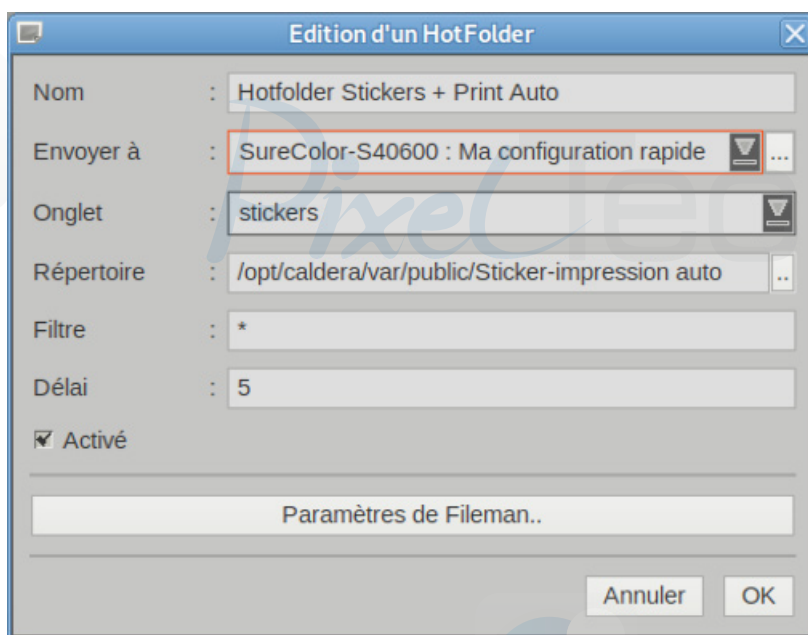 Edition d'un HotFolder
Nom : Hotfolder Stickers + Print Auto
Envoyer à : SureColor-S40600 : Ma configuration rapide ...
Onglet : stickers
Répertoire : /opt/caldera/var/public/Sticker-impression auto ..
Filtre : *
Délai : 5
Activé
Paramètres de Fileman..
Annuler OK
PixelTec